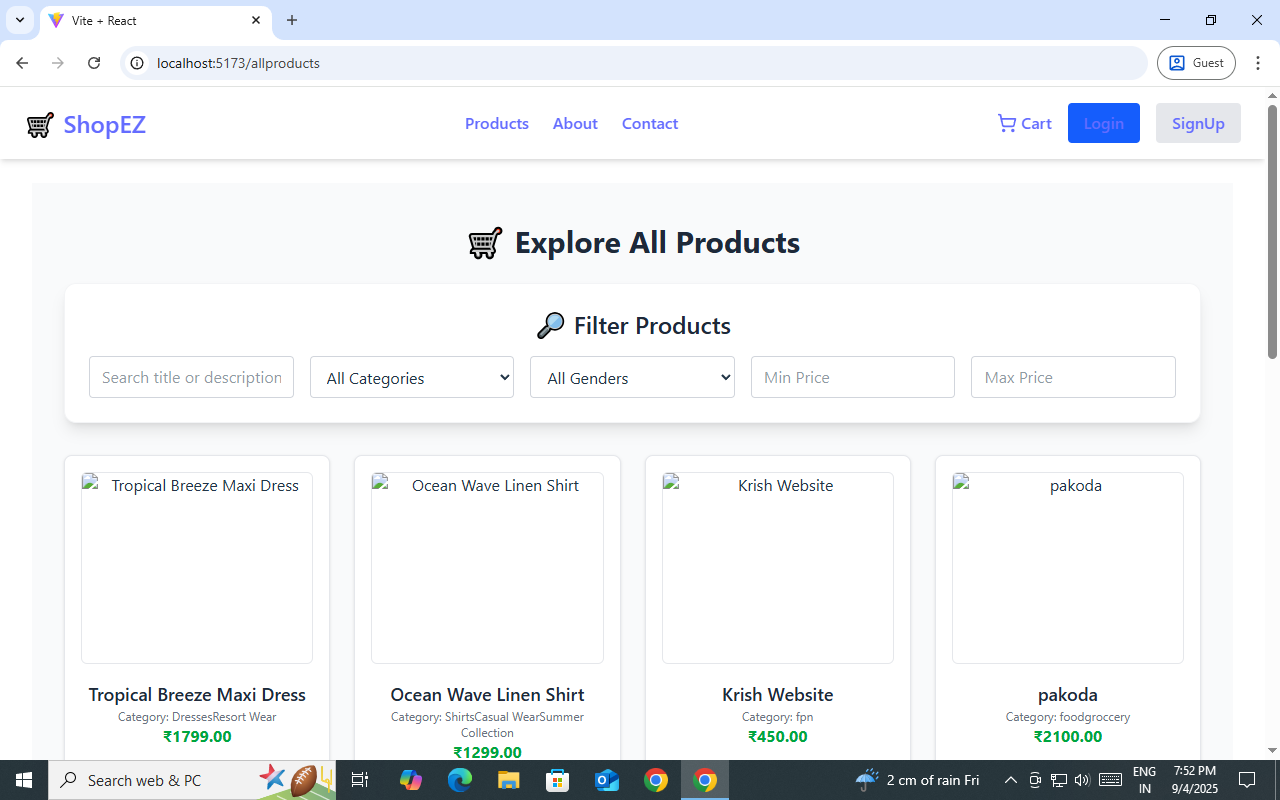 Vite + React
localhost:5173/allproducts
Guest
ShopEZ
Products About Contact
Cart Login SignUp
Explore All Products
Filter Products
Search title or description
All Categories
All Genders
Min Price
Max Price
Tropical Breeze Maxi Dress
Ocean Wave Linen Shirt
Krish Website
pakoda
Tropical Breeze Maxi Dress
Category: DressesResort Wear
₹1799.00
Ocean Wave Linen Shirt
Category: ShirtsCasual WearSummer
Collection
₹1299.00
Krish Website
Category: fpn
₹450.00
pakoda
Category: foodgroccery
₹2100.00
Search web & PC
2 cm of rain Fri
ENG
IN
7:52 PM
9/4/2025